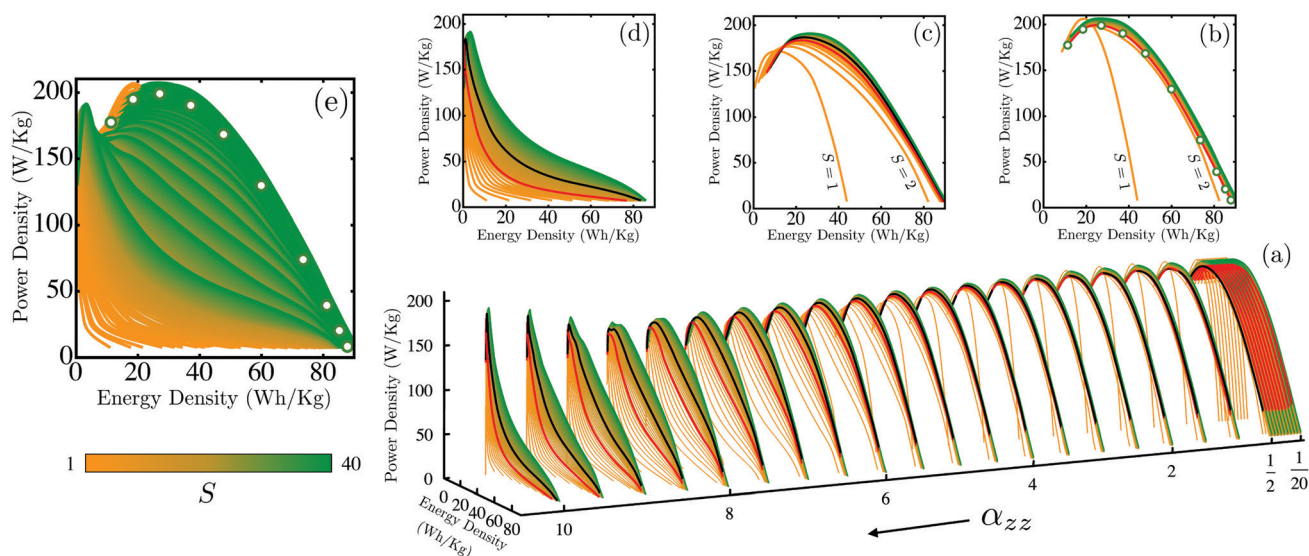 (e)
200
150
100
50
0
Power Density (W/Kg)
0 20 40 60 80
Energy Density (Wh/Kg)
1 40
S
(d)
200
150
100
50
0
Power Density (W/Kg)
0 20 40 60 80
Energy Density (Wh/Kg)
(c)
200
150
100
50
0
Power Density (W/Kg)
S = 1
S = 2
0 20 40 60 80
Energy Density (Wh/Kg)
(b)
200
150
100
50
0
Power Density (W/Kg)
S = 1
S = 2
0 20 40 60 80
Energy Density (Wh/Kg)
(a)
200
150
100
50
0
Power Density (W/Kg)
0 20 40 60 80
Energy Density
(Wh/Kg)
10 8 6 4 2 1/2 1/20
α_zz